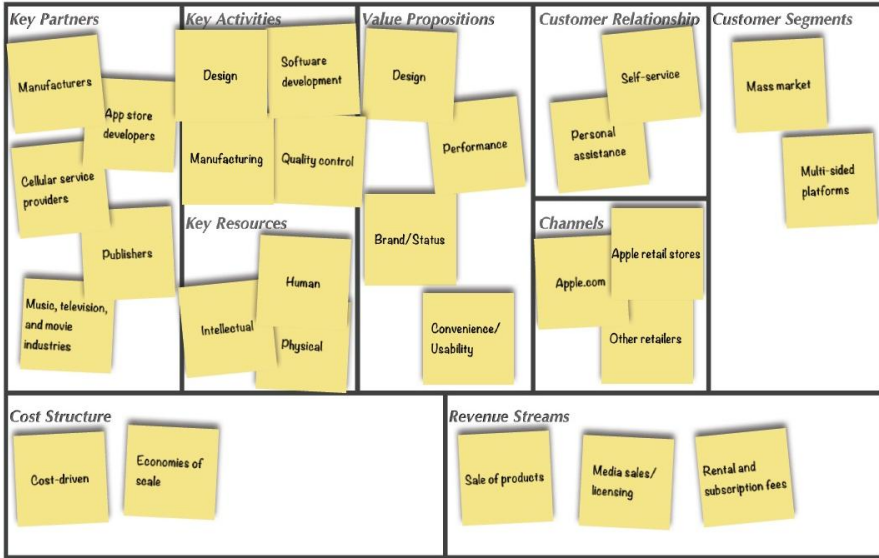 Key Partners
Manufacturers
App store
developers
Cellular service
providers
Publishers
Music, television,
and movie
industries
Key Activities
Design
Software
development
Manufacturing
Quality control
Key Resources
Human
Intellectual
Physical
Value Propositions
Design
Performance
Brand/Status
Convenience/
Usability
Customer Relationship
Self-service
Personal
assistance
Channels
Apple retail stores
Apple.com
Other retailers
Customer Segments
Mass market
Multi-sided
platforms
Cost Structure
Cost-driven
Economies of
scale
Revenue Streams
Sale of products
Media sales/
licensing
Rental and
subscription fees